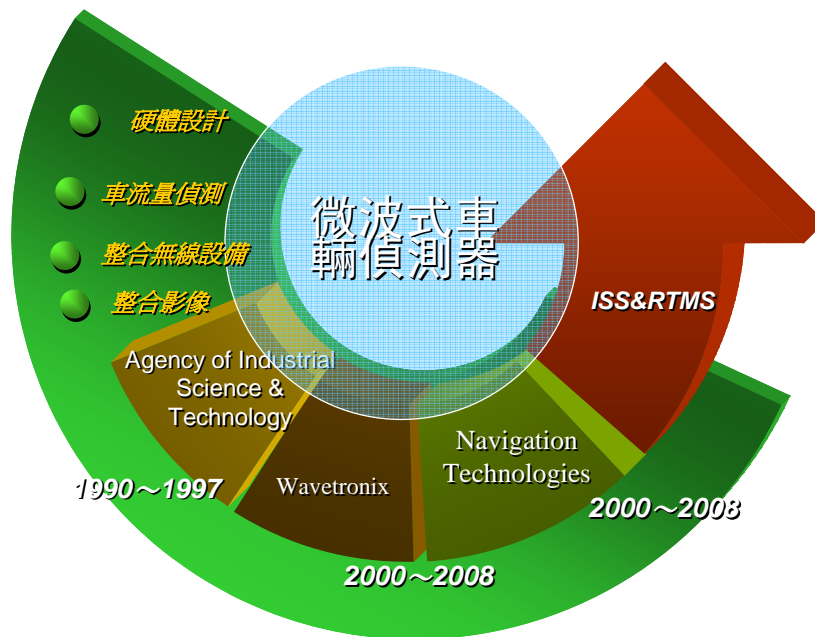 硬體設計
車流量偵測
整合無線設備
整合影像
微波式車
輛偵測器
ISS&RTMS
Agency of Industrial
Science &
Technology
Navigation
Technologies
Wavetronix
1990～1997
2000～2008
2000～2008